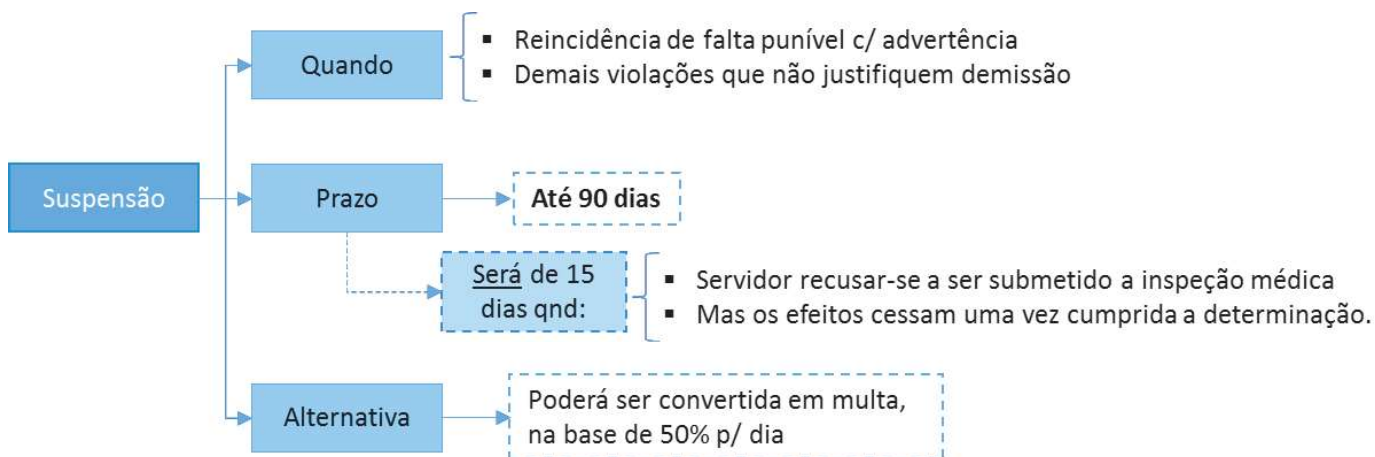 Suspensão
Quando
▪ Reincidência de falta punível c/ advertência
▪ Demais violações que não justifiquem demissão
Prazo
Até 90 dias
Será de 15
dias qnd:
▪ Servidor recusar-se a ser submetido a inspeção médica
▪ Mas os efeitos cessam uma vez cumprida a determinação.
Alternativa
Poderá ser convertida em multa,
na base de 50% p/ dia